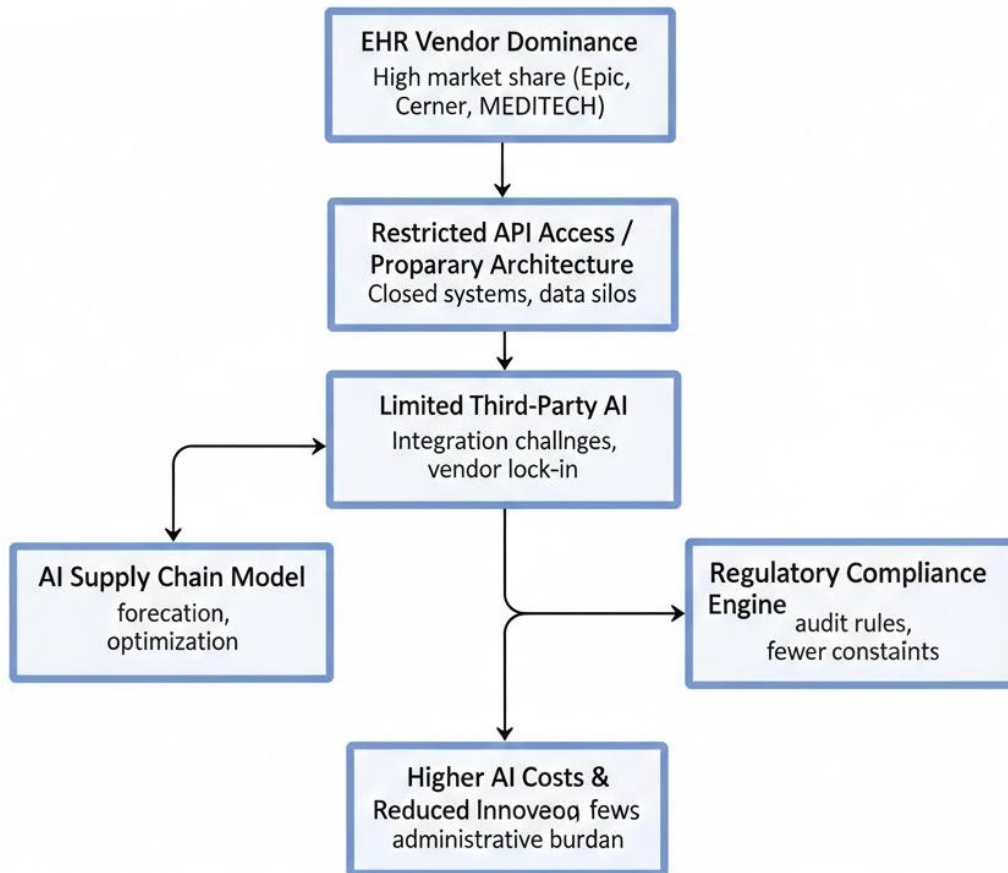 EHR Vendor Dominance
High market share (Epic,
Cerner, MEDITECH)
Restricted API Access /
Proparary Architecture
Closed systems, data silos
Limited Third-Party AI
Integration challnges,
vendor lock-in
AI Supply Chain Model
forecation,
optimization
Regulatory Compliance
Engine
audit rules,
fewer constaints
Higher AI Costs &
Reduced Innoveoq fews
administrative burdan